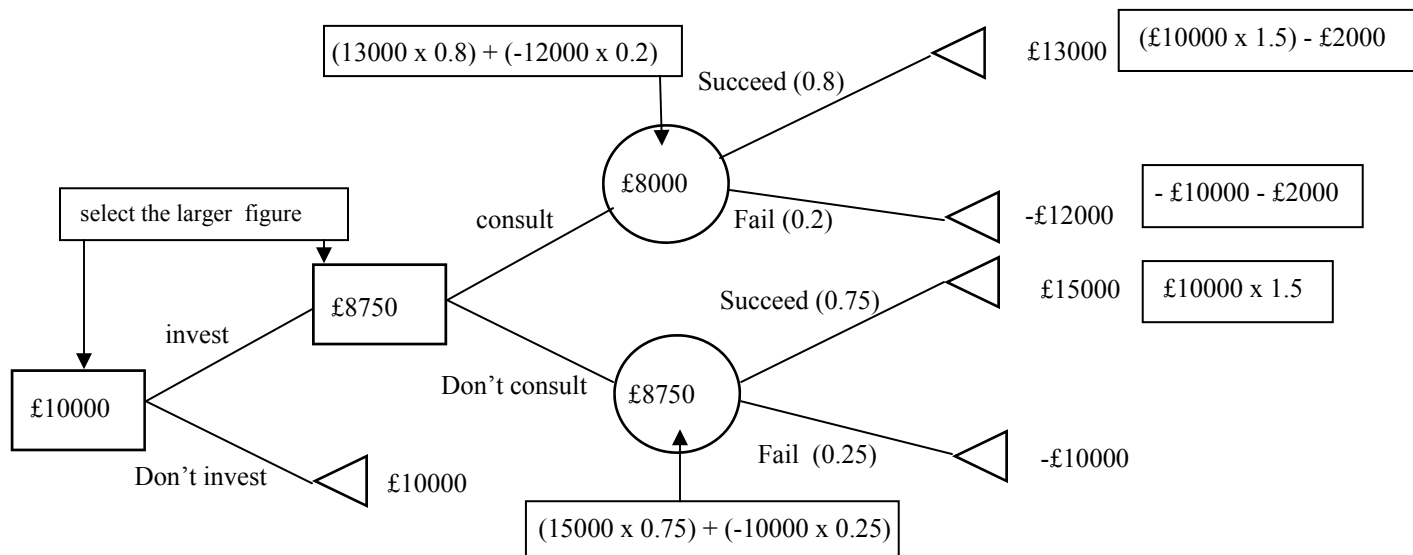 (13000 x 0.8) + (-12000 x 0.2)
£13000
(£10000 x 1.5) - £2000
Succeed (0.8)
£8000
select the larger figure
consult
Fail (0.2)
-£12000
- £10000 - £2000
£8750
Succeed (0.75)
£15000
£10000 x 1.5
invest
Don’t consult
£8750
£10000
Don’t invest
£10000
Fail (0.25)
-£10000
(15000 x 0.75) + (-10000 x 0.25)